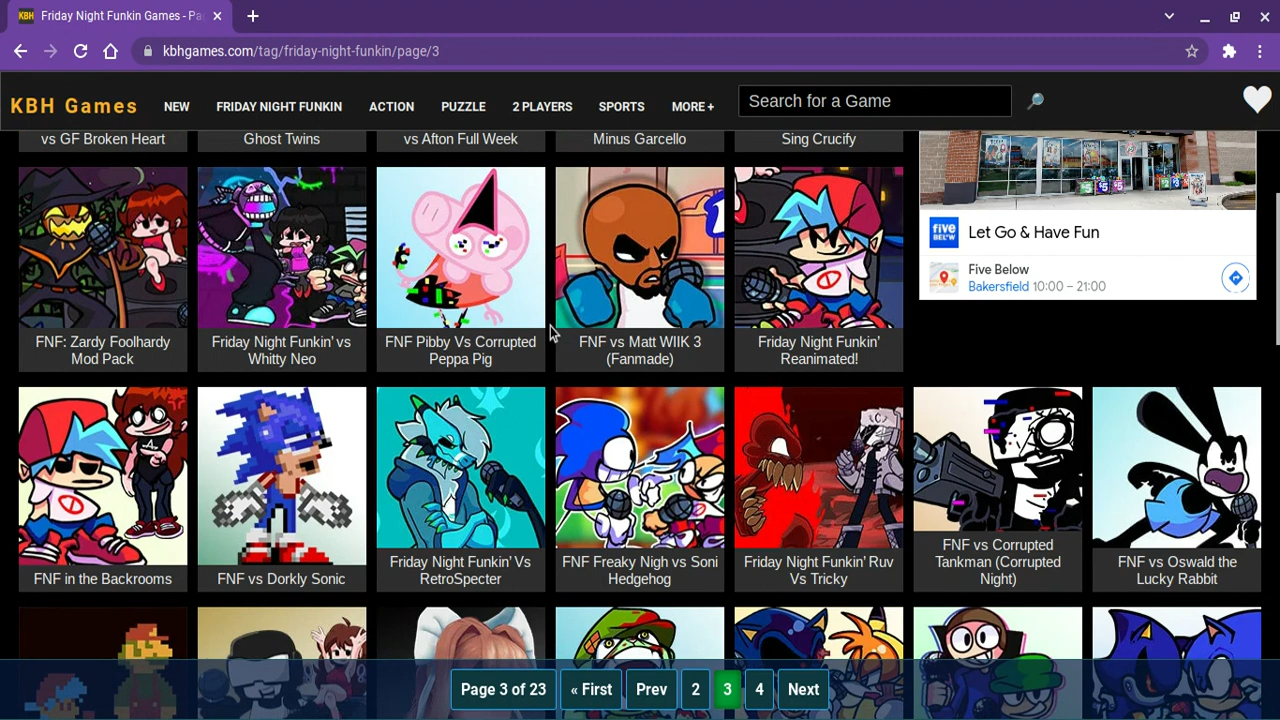 KBH
Friday Night Funkin Games - Pa
kbhgames.com/tag/friday-night-funkin/page/3
KBH Games
NEW
FRIDAY NIGHT FUNKIN
ACTION
PUZZLE
2 PLAYERS
SPORTS
MORE +
Search for a Game
vs GF Broken Heart
Ghost Twins
vs Afton Full Week
Minus Garcello
Sing Crucify
five
BEL°W
Let Go & Have Fun
Five Below
Bakersfield 10:00 – 21:00
FNF: Zardy Foolhardy
Mod Pack
Friday Night Funkin' vs
Whitty Neo
FNF Pibby Vs Corrupted
Peppa Pig
FNF vs Matt WIIK 3
(Fanmade)
Friday Night Funkin'
Reanimated!
FNF in the Backrooms
FNF vs Dorkly Sonic
Friday Night Funkin' Vs
RetroSpecter
FNF Freaky Nigh vs Soni
Hedgehog
Friday Night Funkin' Ruv
Vs Tricky
FNF vs Corrupted
Tankman (Corrupted
Night)
FNF vs Oswald the
Lucky Rabbit
Page 3 of 23
« First
Prev
2
3
4
Next